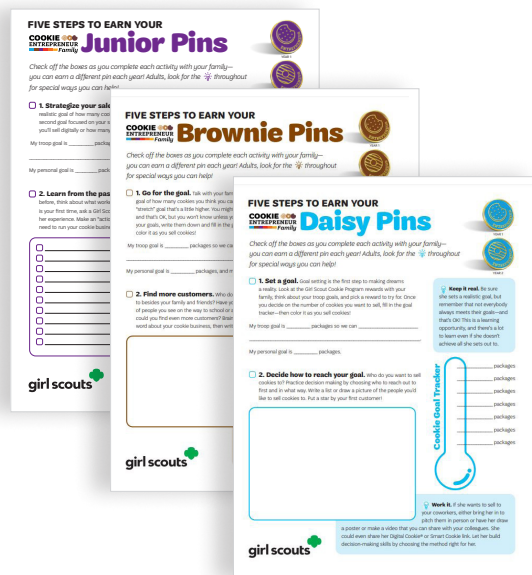 FIVE STEPS TO EARN YOUR
COOKIE
ENTREPRENEUR
Family
Junior Pins
YEAR 1
Check off the boxes as you complete each activity with your family—
you can earn a different pin each year! Adults, look for the throughout
for special ways you can help!
1. Strategize your sale
realistic goal of how many coo
second goal focused on your s
you'll sell digitally or how many
My troop goal is packag
My personal goal is pack
2. Learn from the pas
before, think about what worke
is your first time, ask a Girl Sco
her experience. Make an "actio
need to run your cookie busine
girl scouts
FIVE STEPS TO EARN YOUR
COOKIE
ENTREPRENEUR
Family
Brownie Pins
YEAR 1
Check off the boxes as you complete each activity with your family—
you can earn a different pin each year! Adults, look for the throughout
for special ways you can help!
1. Go for the goal. Talk with your fam
goal of how many cookies you think you ca
"stretch" goal that's a little bigger. You might
and that's OK, but you won't know unless y
your goals, write them down and fill in the g
color it as you sell cookies!
My troop goal is packages so we can
My personal goal is packages, and m
2. Find more customers. Who do
to besides your family and friends? Have yo
of people you see on the way to school or a
could you find even more customers? Brain
word about your cookie business, then writ
girl scouts
FIVE STEPS TO EARN YOUR
COOKIE
ENTREPRENEUR
Family
Daisy Pins
YEAR 1
YEAR 2
Check off the boxes as you complete each activity with your family—
you can earn a different pin each year! Adults, look for the throughout
for special ways you can help!
1. Set a goal. Goal setting is the first step to making dreams
a reality. Look at the Girl Scout Cookie Program rewards with your
family, think about your troop goals, and pick a reward to try for. Once
you decide on the number of cookies you want to sell, fill in the goal
tracker—then color it as you sell cookies!
My troop goal is packages so we can
My personal goal is packages.
2. Decide how to reach your goal. Who do you want to sell
cookies to? Practice decision making by choosing who to reach out to
first and in what way. Write a list or draw a picture of the people you'd
like to sell cookies to. Put a star by your first customer!
Keep it real. Be sure
she sets a realistic goal, but
remember that not everybody
always meets their goals—and
that's OK! This is a learning
opportunity, and there's a lot
to learn even if she doesn't
achieve all she sets out to.
Cookie Goal Tracker
packages
packages
packages
packages
packages
packages
packages
Work it. If she wants to sell to
your coworkers, either bring her in to
pitch them in person or have her draw
a poster or make a video that you can share with your colleagues. She
could even share her Digital Cookie® or Smart Cookie link. Let her build
decision-making skills by choosing the method right for her.
girl scouts